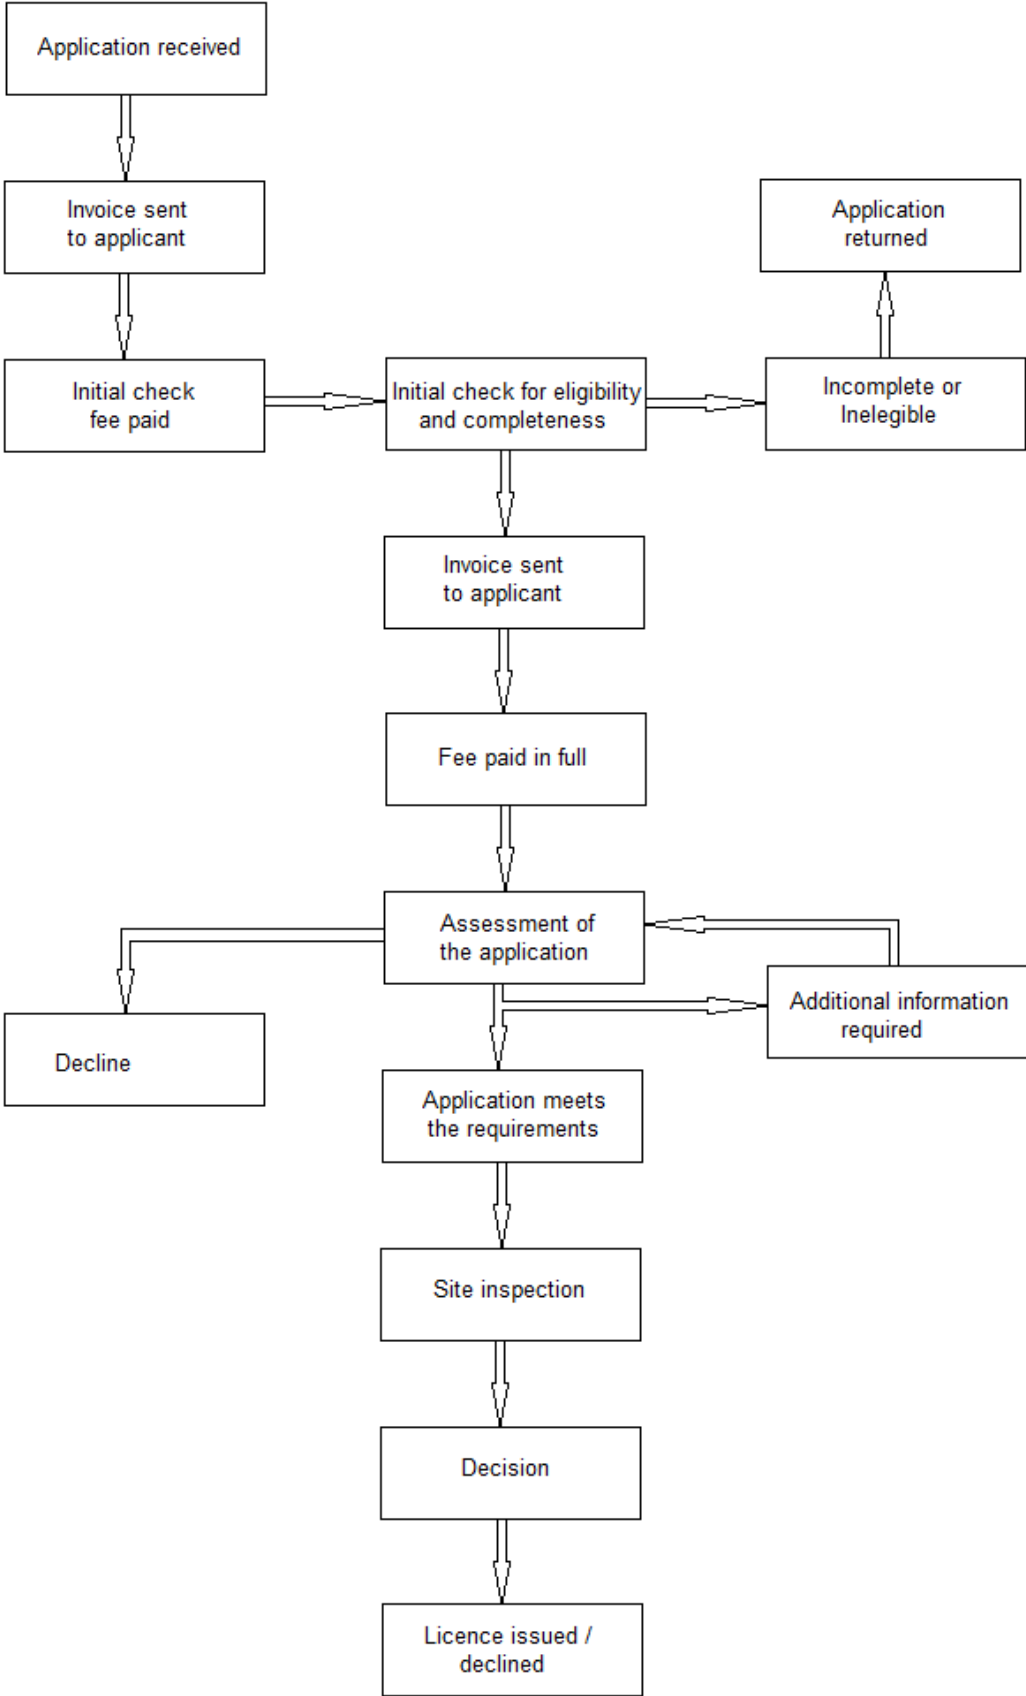 Application received
Invoice sent
to applicant
Application
returned
Initial check
fee paid
Initial check for eligibility
and completeness
Incomplete or
Inelegible
Invoice sent
to applicant
Fee paid in full
Assessment of
the application
Additional information
required
Decline
Application meets
the requirements
Site inspection
Decision
Licence issued /
declined